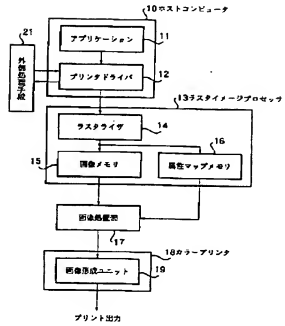 21
10ホストコンピュータ
アプリケーション
11
外部処理手段
プリンタドライバ
12
13ラスタイメージプロセッサ
ラスタライザ
14
16
15
画像メモリ
属性マップメモリ
画像処理部
17
18カラープリンタ
画像形成ユニット
19
プリント出力